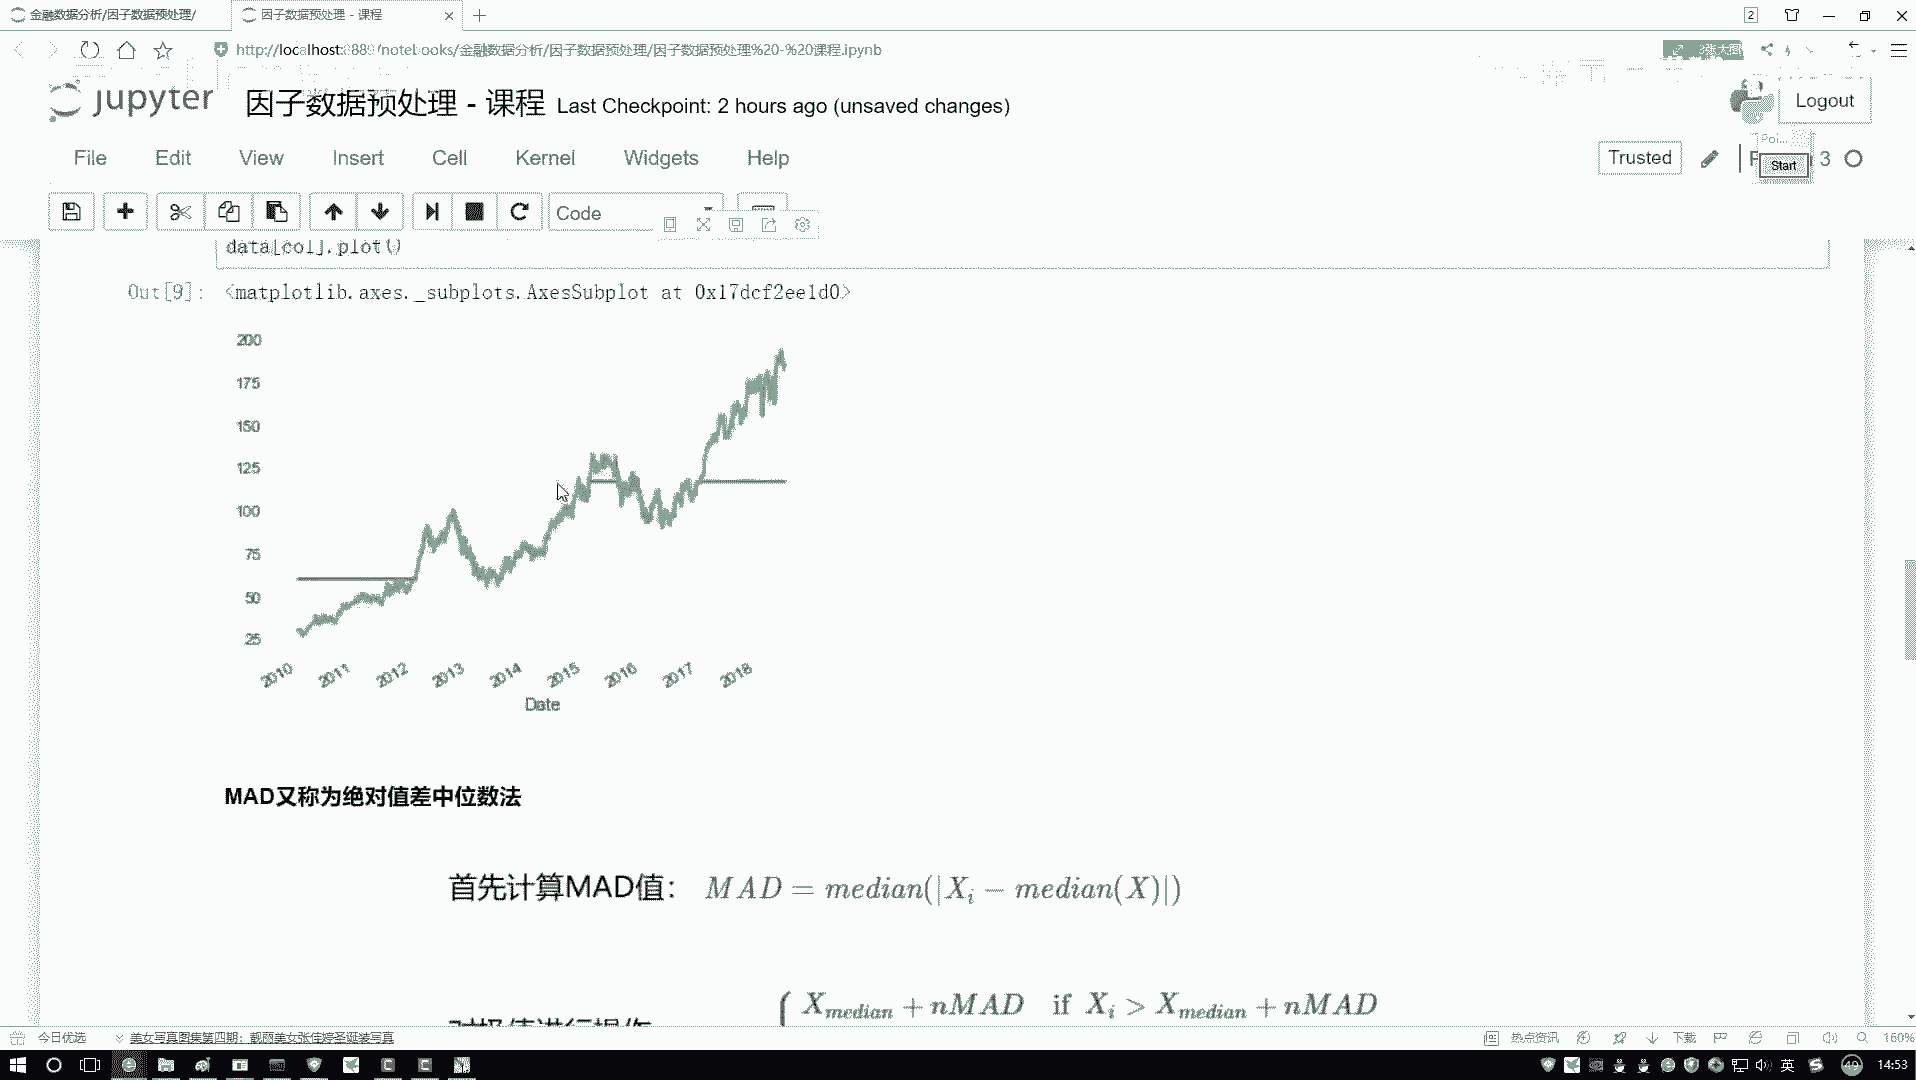 金融数据分析/因子数据预处理/
因子数据预处理 - 课程
2
http://localhost:8889/notebooks/金融数据分析/因子数据预处理/因子数据预处理%20-%20课程.ipynb
3张大图
jupyter
因子数据预处理 - 课程 Last Checkpoint: 2 hours ago (unsaved changes)
Logout
File Edit View Insert Cell Kernel Widgets Help
Trusted
3
Start
Code
data[col].plot()
Out[9]: <matplotlib.axes._subplots.AxesSubplot at 0x17dcf2ee1d0>
200
175
150
125
100
75
50
25
2010 2011 2012 2013 2014 2015 2016 2017 2018
Date
MAD又称为绝对值差中位数法
首先计算MAD值： MAD = median(|X_i − median(X)|)
X_median + nMAD if X_i > X_median + nMAD
今日优选
美女写真图集第四期：靓丽美女张佳婷圣诞装写真
热点资讯
下载
160%
英
49
14:53